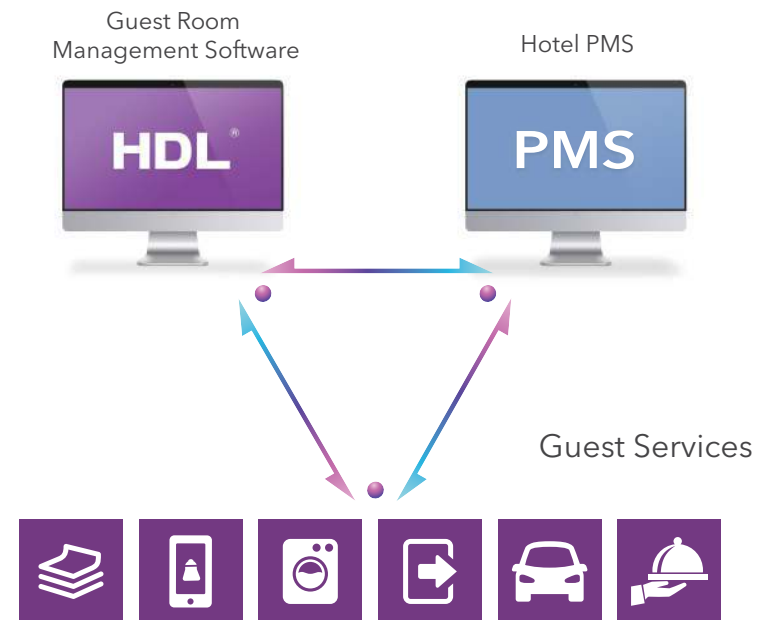 Guest Room
Management Software
Hotel PMS
HDL®
PMS
Guest Services